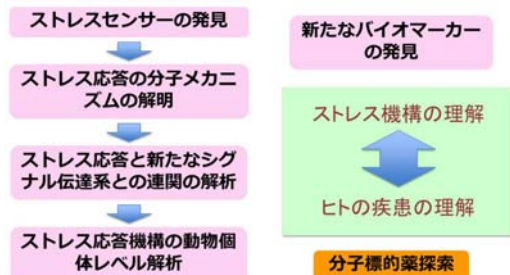 ストレスセンサーの発見
ストレス応答の分子メカニ
ズムの解明
ストレス応答と新たなシグ
ナル伝達系との連関の解析
ストレス応答機構の動物個
体レベル解析
新たなバイオマーカー
の発見
ストレス機構の理解
ヒトの疾患の理解
分子標的薬探索